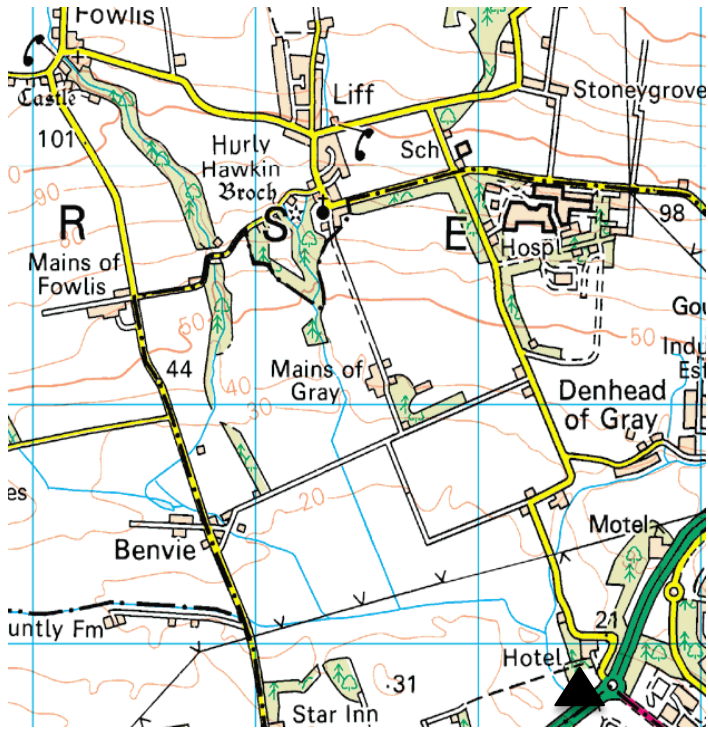 Fowlis
Castle
Liff
Stoneygrove
101
Hurly
Hawkin
Broch
Sch
0
90
80
R
S
E
98
Hospl
Mains of
Fowlis
50
50
Gou
Indu
Est
44
40
30
Mains of
Gray
Denhead
of Gray
es
20
Motel
Benvie
untly Fm
21
Hotel
31
Star Inn